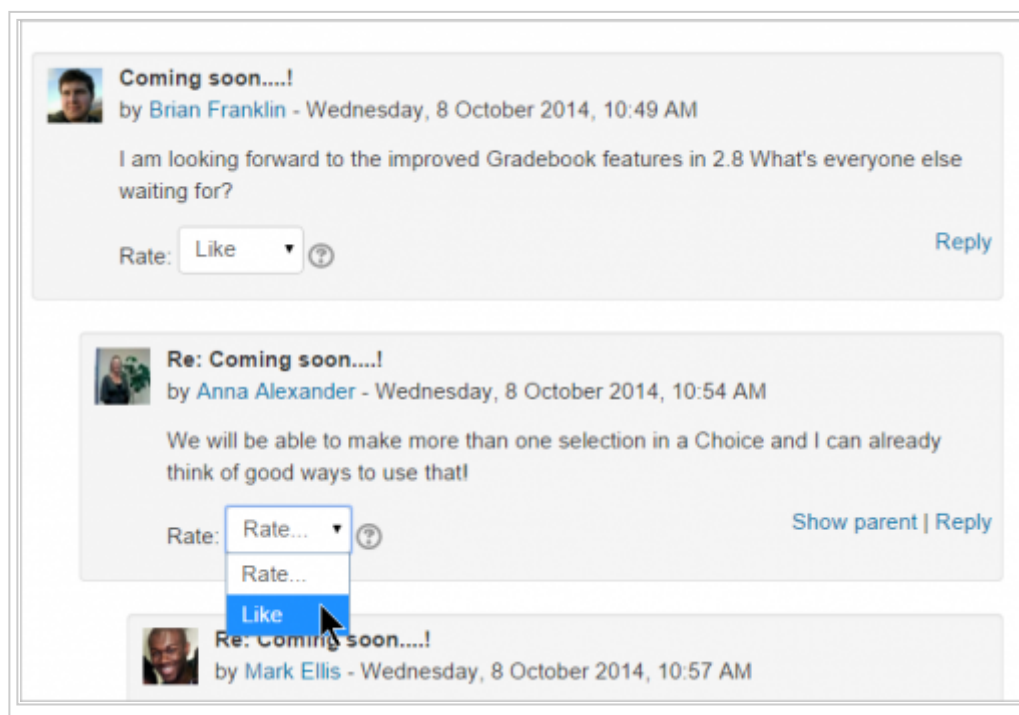 Coming soon....!
by Brian Franklin - Wednesday, 8 October 2014, 10:49 AM
I am looking forward to the improved Gradebook features in 2.8 What's everyone else
waiting for?
Rate: Like
Reply
Re: Coming soon....!
by Anna Alexander - Wednesday, 8 October 2014, 10:54 AM
We will be able to make more than one selection in a Choice and I can already
think of good ways to use that!
Rate: Rate...
Show parent | Reply
Rate...
Like
Re: Coming soon....!
by Mark Ellis - Wednesday, 8 October 2014, 10:57 AM